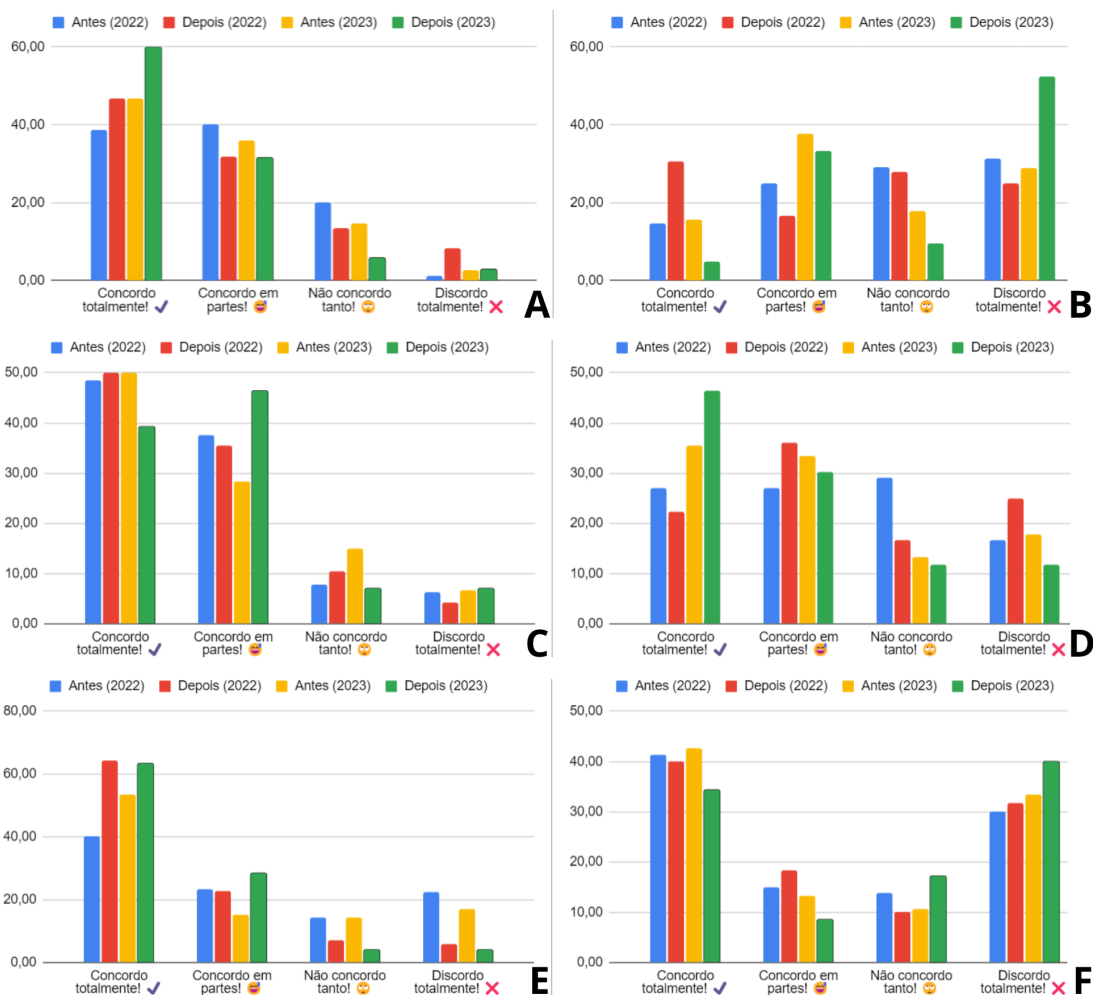 Antes (2022) Depois (2022) Antes (2023) Depois (2023)
60,00
40,00
20,00
0,00
Concordo totalmente! ✔
Concordo em partes! 😅
Não concordo tanto! 🙄
Discordo totalmente! ❌
A
Antes (2022) Depois (2022) Antes (2023) Depois (2023)
60,00
40,00
20,00
0,00
Concordo totalmente! ✔
Concordo em partes! 😅
Não concordo tanto! 🙄
Discordo totalmente! ❌
B
Antes (2022) Depois (2022) Antes (2023) Depois (2023)
50,00
40,00
30,00
20,00
10,00
0,00
Concordo totalmente! ✔
Concordo em partes! 😅
Não concordo tanto! 🙄
Discordo totalmente! ❌
C
Antes (2022) Depois (2022) Antes (2023) Depois (2023)
50,00
40,00
30,00
20,00
10,00
0,00
Concordo totalmente! ✔
Concordo em partes! 😅
Não concordo tanto! 🙄
Discordo totalmente! ❌
D
Antes (2022) Depois (2022) Antes (2023) Depois (2023)
80,00
60,00
40,00
20,00
0,00
Concordo totalmente! ✔
Concordo em partes! 😅
Não concordo tanto! 🙄
Discordo totalmente! ❌
E
Antes (2022) Depois (2022) Antes (2023) Depois (2023)
50,00
40,00
30,00
20,00
10,00
0,00
Concordo totalmente! ✔
Concordo em partes! 😅
Não concordo tanto! 🙄
Discordo totalmente! ❌
F